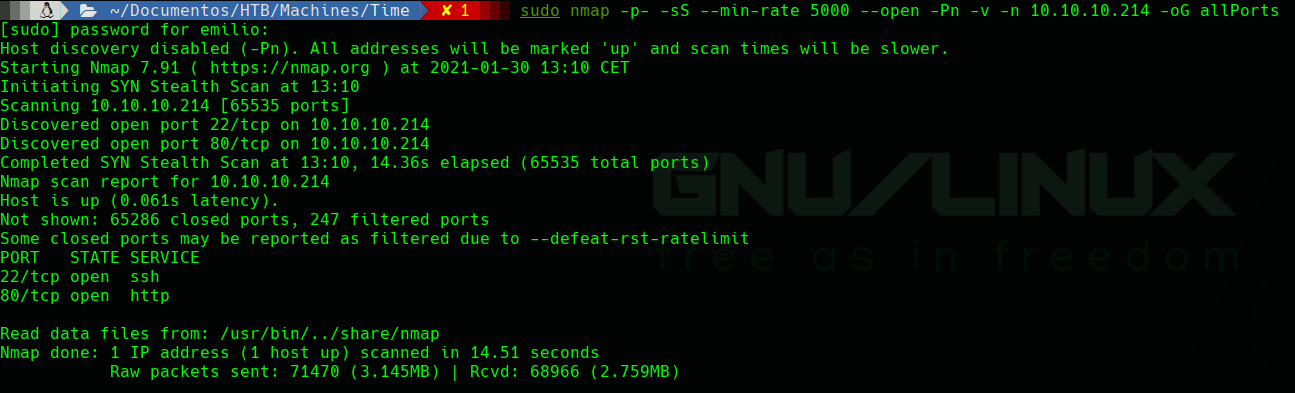 ~/Documentos/HTB/Machines/Time ✘ 1 sudo nmap -p- -sS --min-rate 5000 --open -Pn -v -n 10.10.10.214 -oG allPorts
[sudo] password for emilio:
Host discovery disabled (-Pn). All addresses will be marked 'up' and scan times will be slower.
Starting Nmap 7.91 ( https://nmap.org ) at 2021-01-30 13:10 CET
Initiating SYN Stealth Scan at 13:10
Scanning 10.10.10.214 [65535 ports]
Discovered open port 22/tcp on 10.10.10.214
Discovered open port 80/tcp on 10.10.10.214
Completed SYN Stealth Scan at 13:10, 14.36s elapsed (65535 total ports)
Nmap scan report for 10.10.10.214
Host is up (0.061s latency).
Not shown: 65286 closed ports, 247 filtered ports
Some closed ports may be reported as filtered due to --defeat-rst-ratelimit
PORT   STATE SERVICE
22/tcp open  ssh
80/tcp open  http
Read data files from: /usr/bin/../share/nmap
Nmap done: 1 IP address (1 host up) scanned in 14.51 seconds
           Raw packets sent: 71470 (3.145MB) | Rcvd: 68966 (2.759MB)
GNU/LINUX
free as in freedom